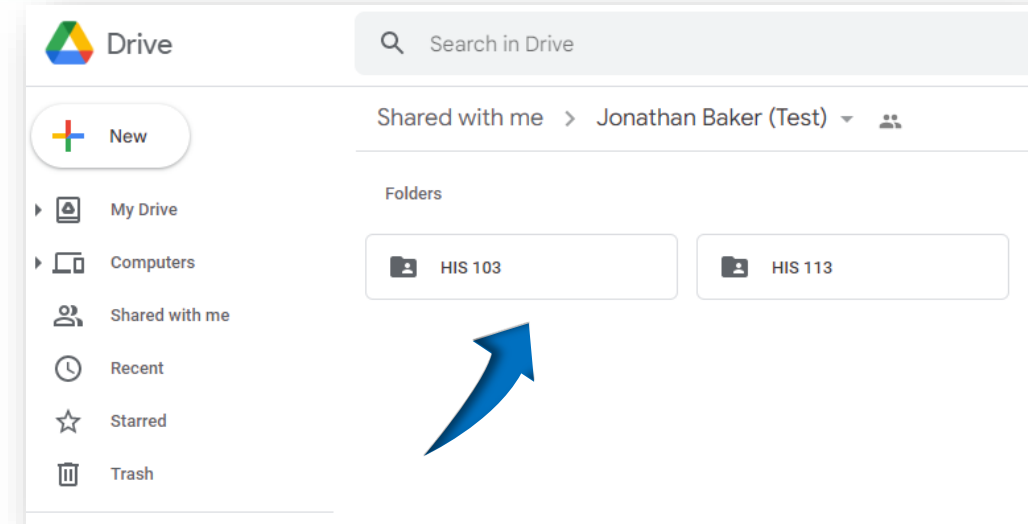 Drive
Search in Drive
New
Shared with me > Jonathan Baker (Test)
My Drive
Computers
Shared with me
Recent
Starred
Trash
Folders
HIS 103
HIS 113